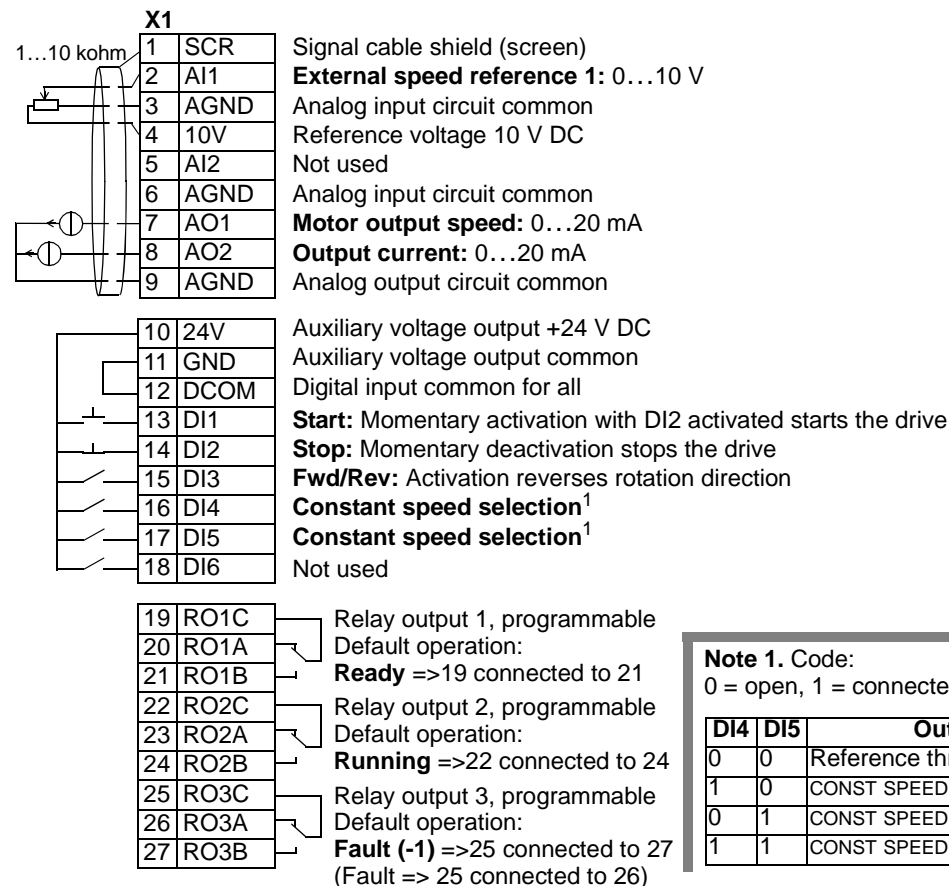 X1
1…10 kohm
1 SCR Signal cable shield (screen)
2 AI1 External speed reference 1: 0…10 V
3 AGND Analog input circuit common
4 10V Reference voltage 10 V DC
5 AI2 Not used
6 AGND Analog input circuit common
7 AO1 Motor output speed: 0…20 mA
8 AO2 Output current: 0…20 mA
9 AGND Analog output circuit common
10 24V Auxiliary voltage output +24 V DC
11 GND Auxiliary voltage output common
12 DCOM Digital input common for all
13 DI1 Start: Momentary activation with DI2 activated starts the drive
14 DI2 Stop: Momentary deactivation stops the drive
15 DI3 Fwd/Rev: Activation reverses rotation direction
16 DI4 Constant speed selection1
17 DI5 Constant speed selection1
18 DI6 Not used
19 RO1C Relay output 1, programmable
20 RO1A Default operation:
21 RO1B Ready =>19 connected to 21
22 RO2C Relay output 2, programmable
23 RO2A Default operation:
24 RO2B Running =>22 connected to 24
25 RO3C Relay output 3, programmable
26 RO3A Default operation:
27 RO3B Fault (-1) =>25 connected to 27
(Fault => 25 connected to 26)
Note 1. Code:
0 = open, 1 =
DI4 DI5
0 0 Reference
1 0 CONST SPEED
0 1 CONST SPEED
1 1 CONST SPEED